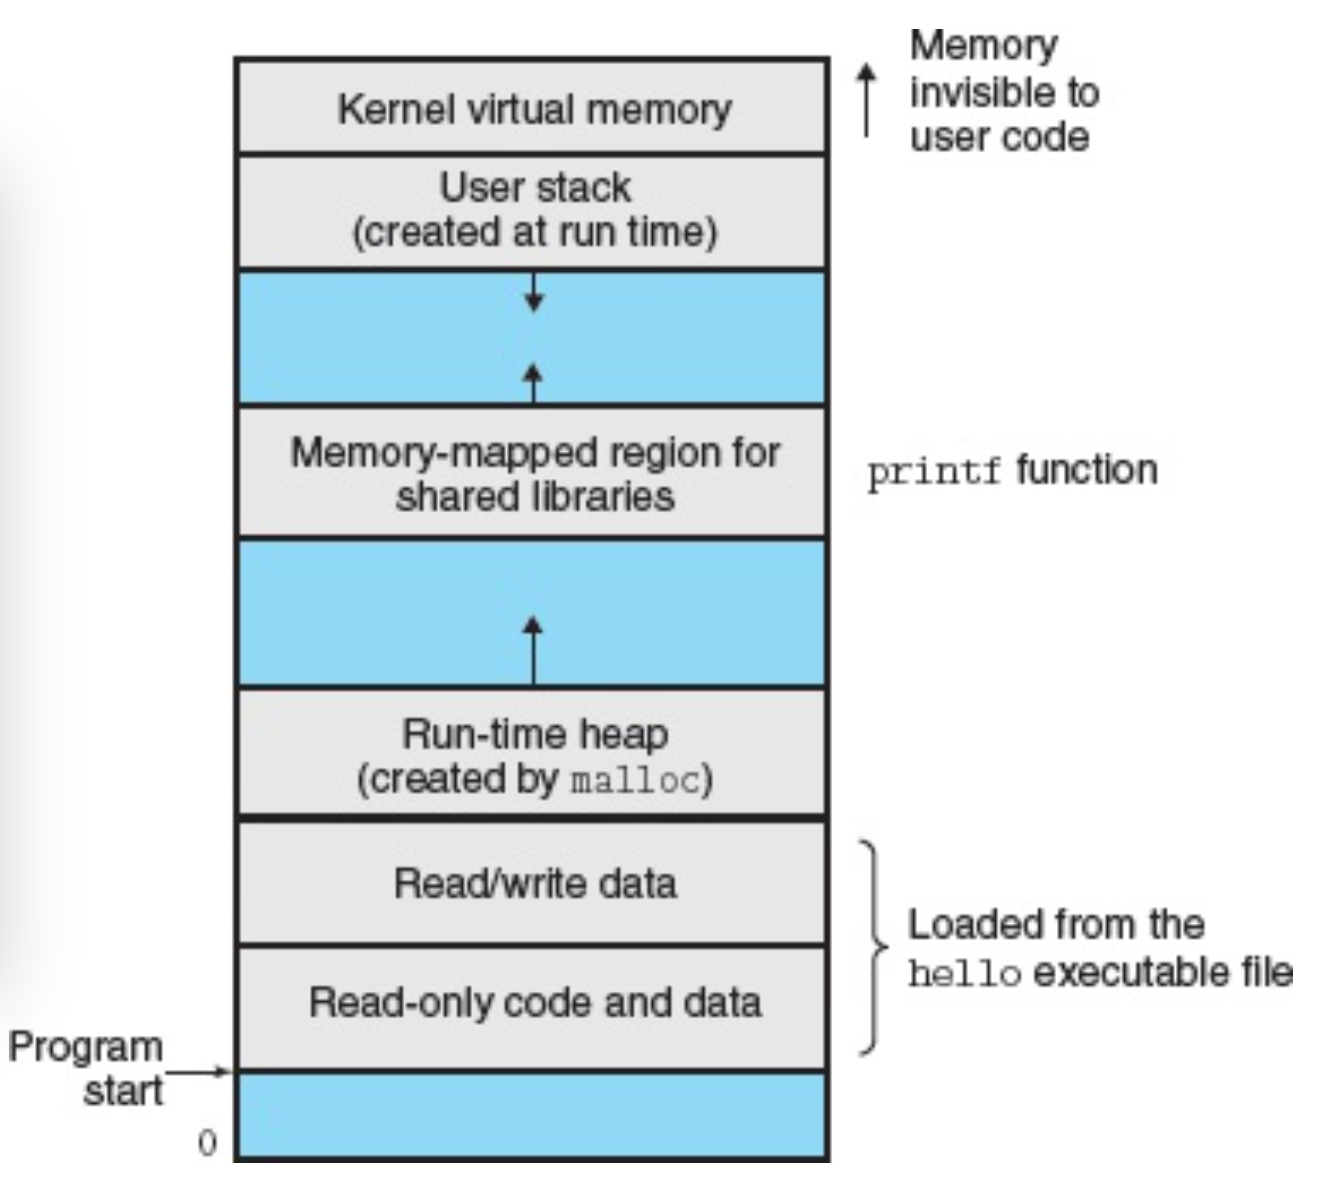 Memory
invisible to
user code
Kernel virtual memory
User stack
(created at run time)
Memory-mapped region for
shared libraries
printf function
Run-time heap
(created by malloc)
Read/write data
Loaded from the
hello executable file
Read-only code and data
Program
start
0